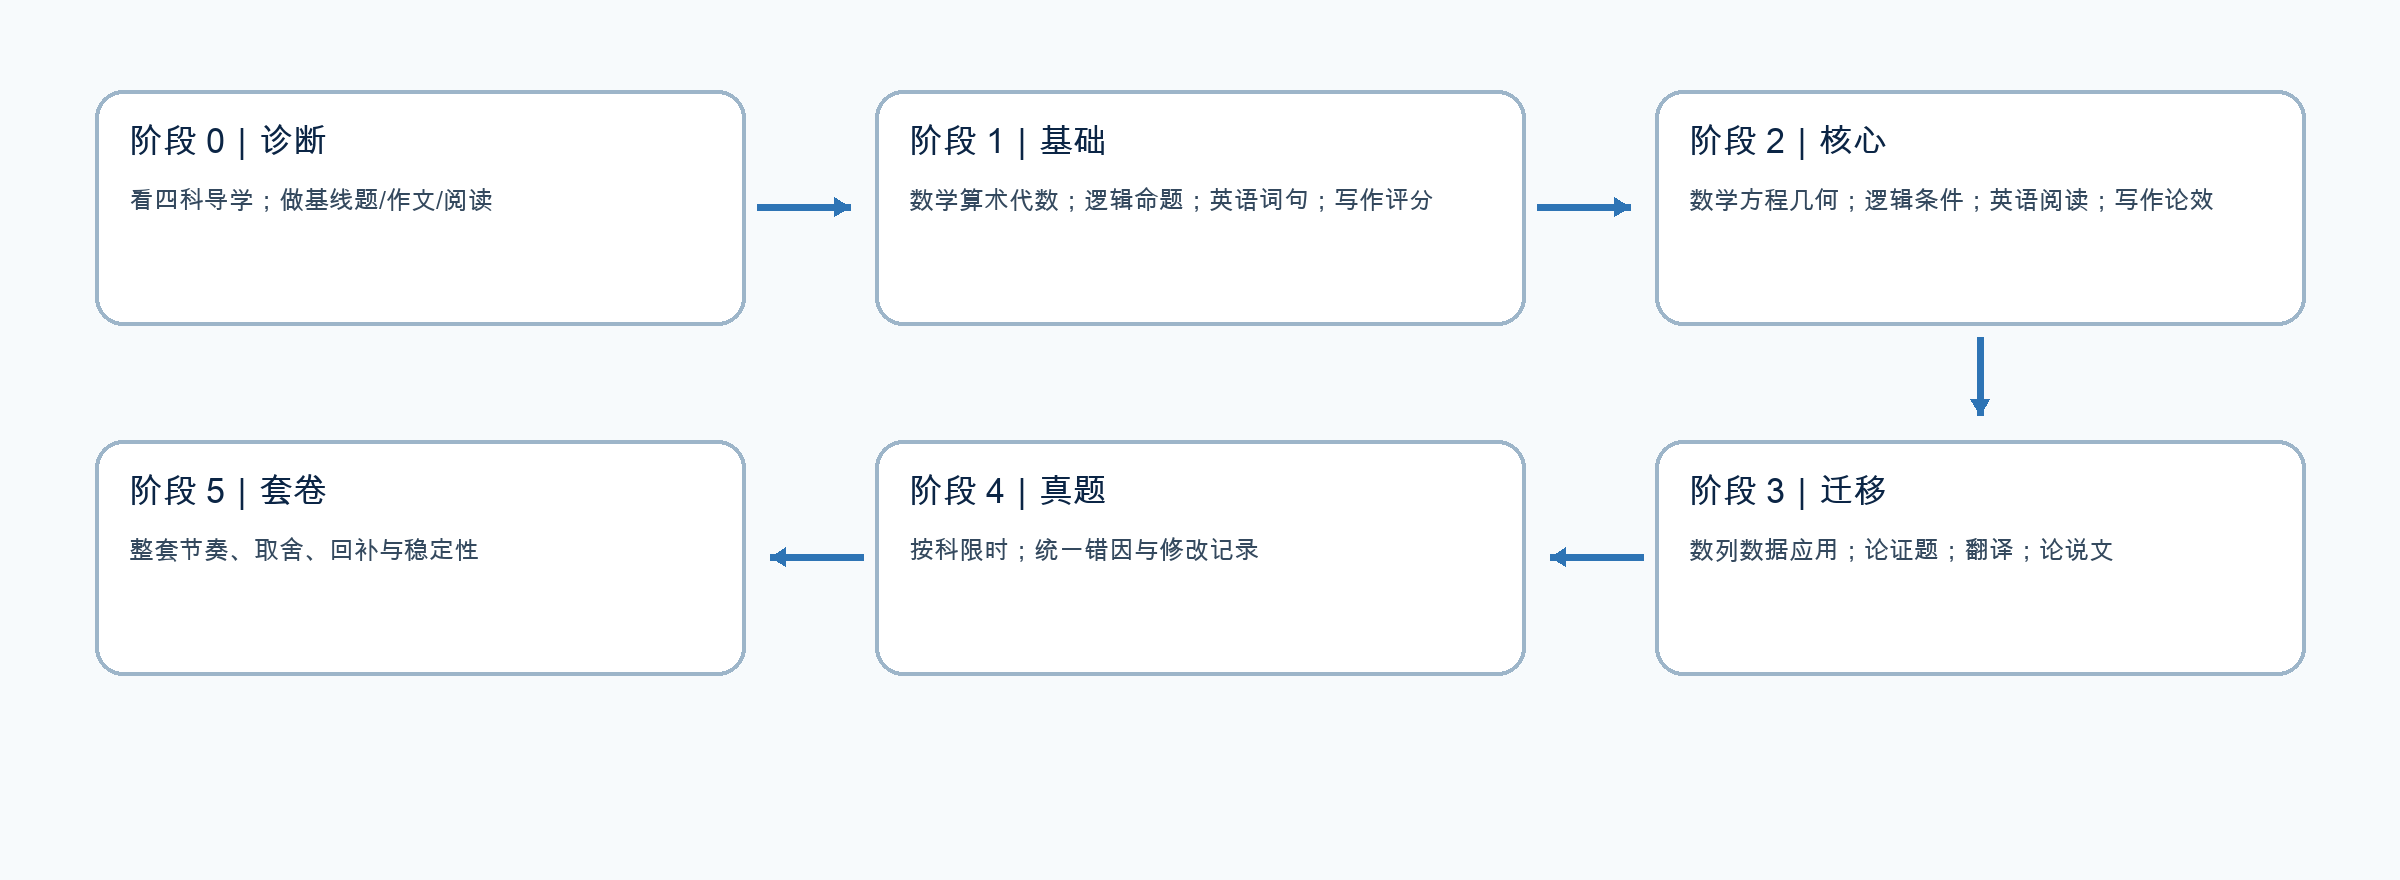 阶段 0 | 诊断
看四科导学；做基线题/作文/阅读
阶段 1 | 基础
数学算术代数；逻辑命题；英语词句；写作评分
阶段 2 | 核心
数学方程几何；逻辑条件；英语阅读；写作论效
阶段 3 | 迁移
数列数据应用；论证题；翻译；论说文
阶段 4 | 真题
按科限时；统一错因与修改记录
阶段 5 | 套卷
整套节奏、取舍、回补与稳定性